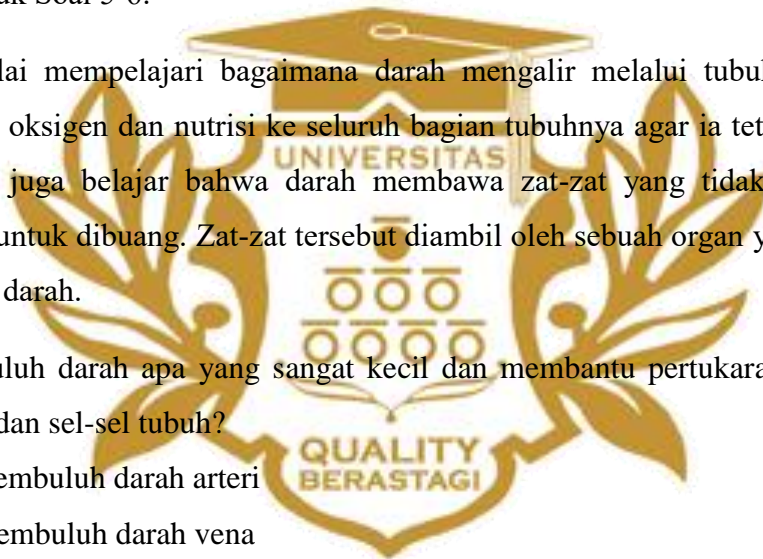 uk Soal 5-6.
lai mempelajari bagaimana darah mengalir melalui tubuh
oksigen dan nutrisi ke seluruh bagian tubuhnya agar ia tet
UNIVERSITAS
juga belajar bahwa darah membawa zat-zat yang tidak
untuk dibuang. Zat-zat tersebut diambil oleh sebuah organ y
darah.
uluh darah apa yang sangat kecil dan membantu pertukara
dan sel-sel tubuh?
QUALITY
BERASTAGI
embuluh darah arteri
embuluh darah vena